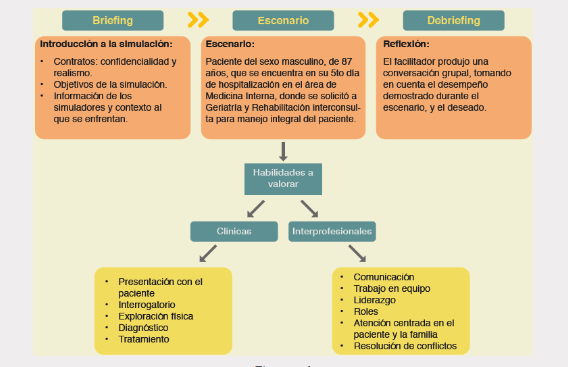 Briefing
Escenario
Debriefing
Introducción a la simulación:
• Contratos: confidencialidad y
realismo.
• Objetivos de la simulación.
• Información de los
simuladores y contexto al
que se enfrentan.
Escenario:
Paciente del sexo masculino, de 87
años, que se encuentra en su 5to día
de hospitalización en el área de
Medicina Interna, donde se solicitó a
Geriatría y Rehabilitación interconsul-
ta para manejo integral del paciente.
Reflexión:
El facilitador produjo una
conversación grupal, tomando
en cuenta el desempeño
demostrado durante el
escenario, y el deseado.
Habilidades a
valorar
Clínicas
Interprofesionales
• Presentación con el
paciente
• Interrogatorio
• Exploración física
• Diagnóstico
• Tratamiento
• Comunicación
• Trabajo en equipo
• Liderazgo
• Roles
• Atención centrada en el
paciente y la familia
• Resolución de conflictos